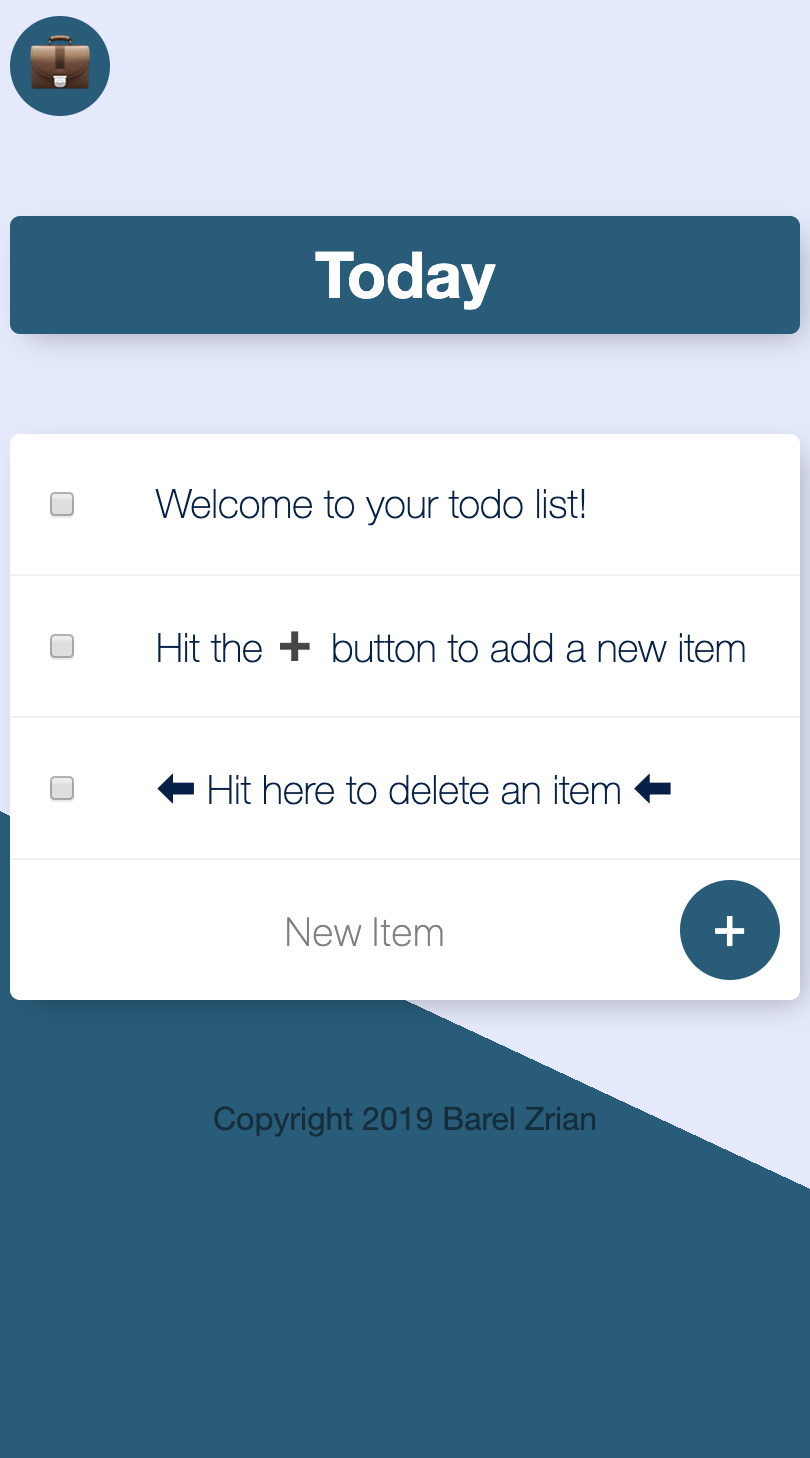 Today
Welcome to your todo list!
Hit the ➕ button to add a new item
⬅ Hit here to delete an item ⬅
New Item +
Copyright 2019 Barel Zrian